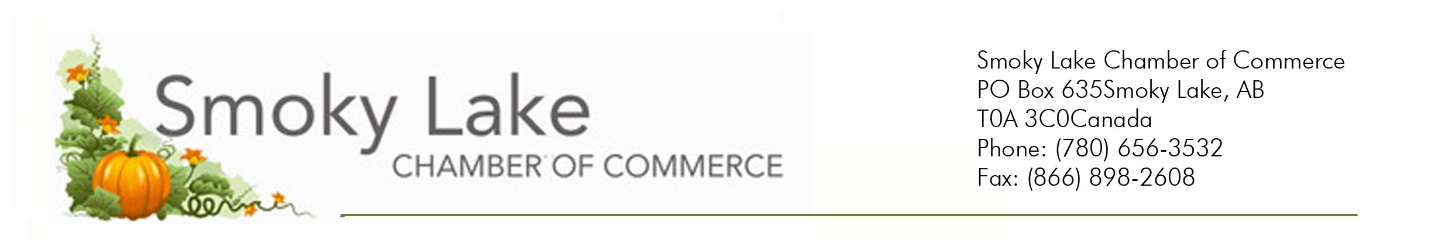 Smoky Lake
CHAMBER OF COMMERCE
Smoky Lake Chamber of Commerce
PO Box 635Smoky Lake, AB
T0A 3C0Canada
Phone: (780) 656-3532
Fax: (866) 898-2608